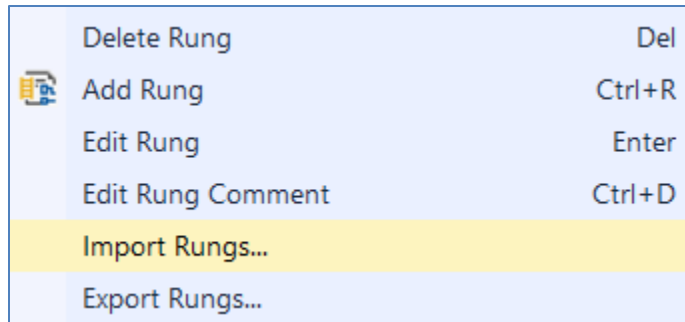 Delete Rung Del
Add Rung Ctrl+R
Edit Rung Enter
Edit Rung Comment Ctrl+D
Import Rungs...
Export Rungs...